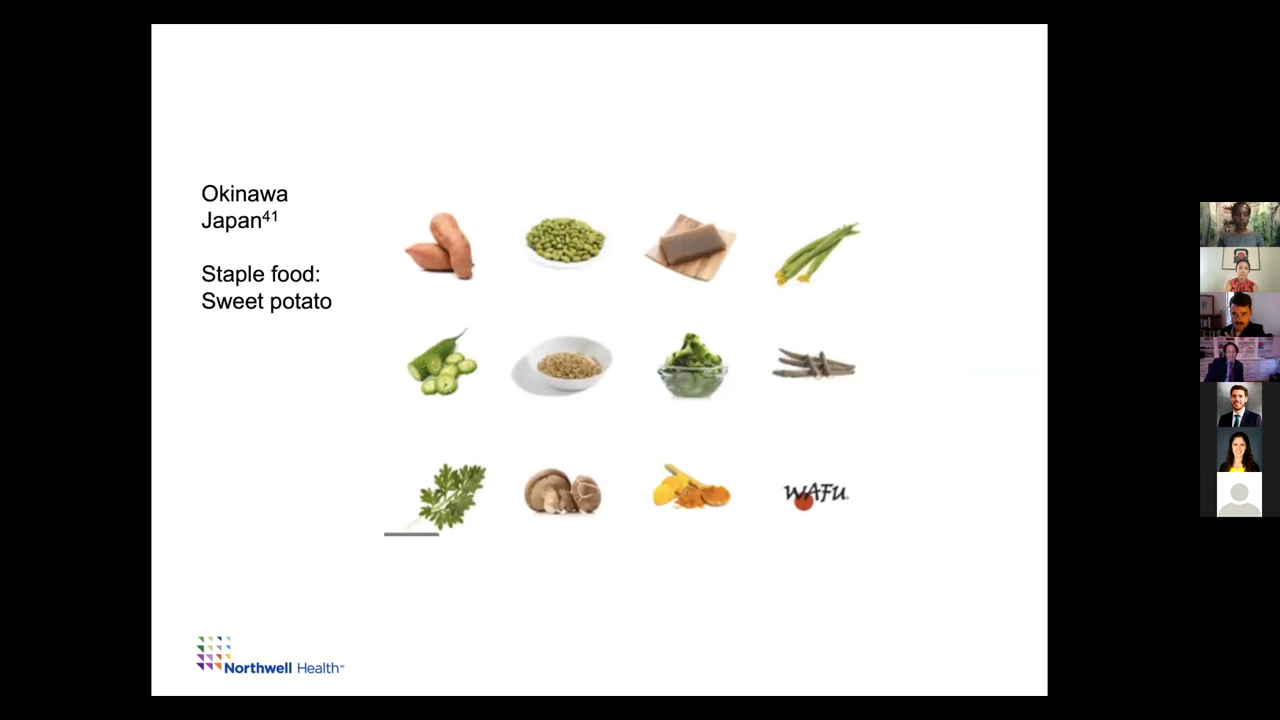 Okinawa
Japan41
Staple food:
Sweet potato
WAFU
Northwell Health